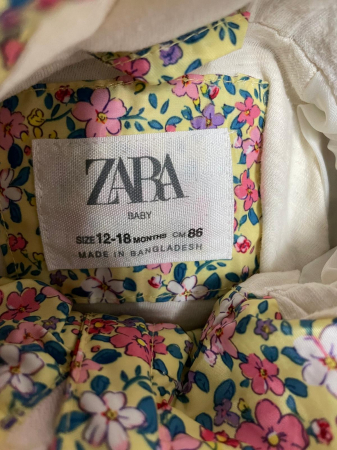 ZARA
BABY
SIZE 12-18 MONTHS CM 86
MADE IN BANGLADESH